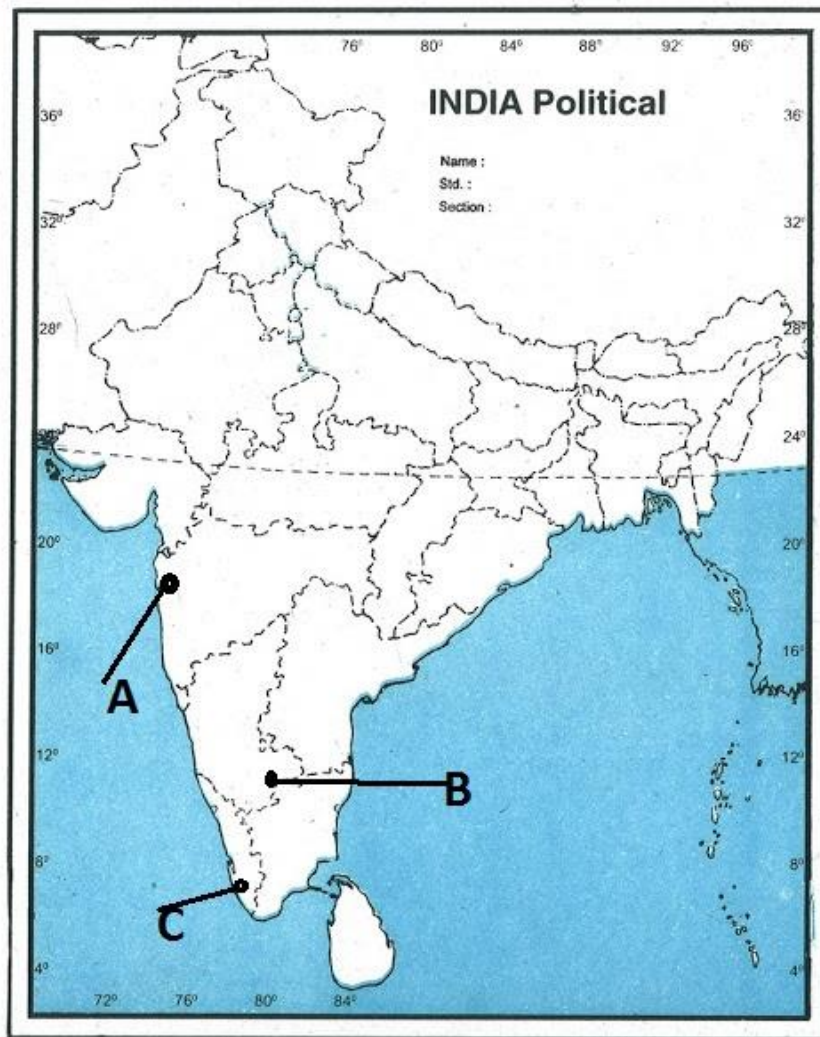 76° 80° 84° 88° 92° 96°
INDIA Political
36° 36°
Name :
Std. :
Section :
32° 32°
28° 28°
24° 24°
20° 20°
A
16° 16°
12° 12°
B
8° 8°
C
4° 4°
72° 76° 80° 84°